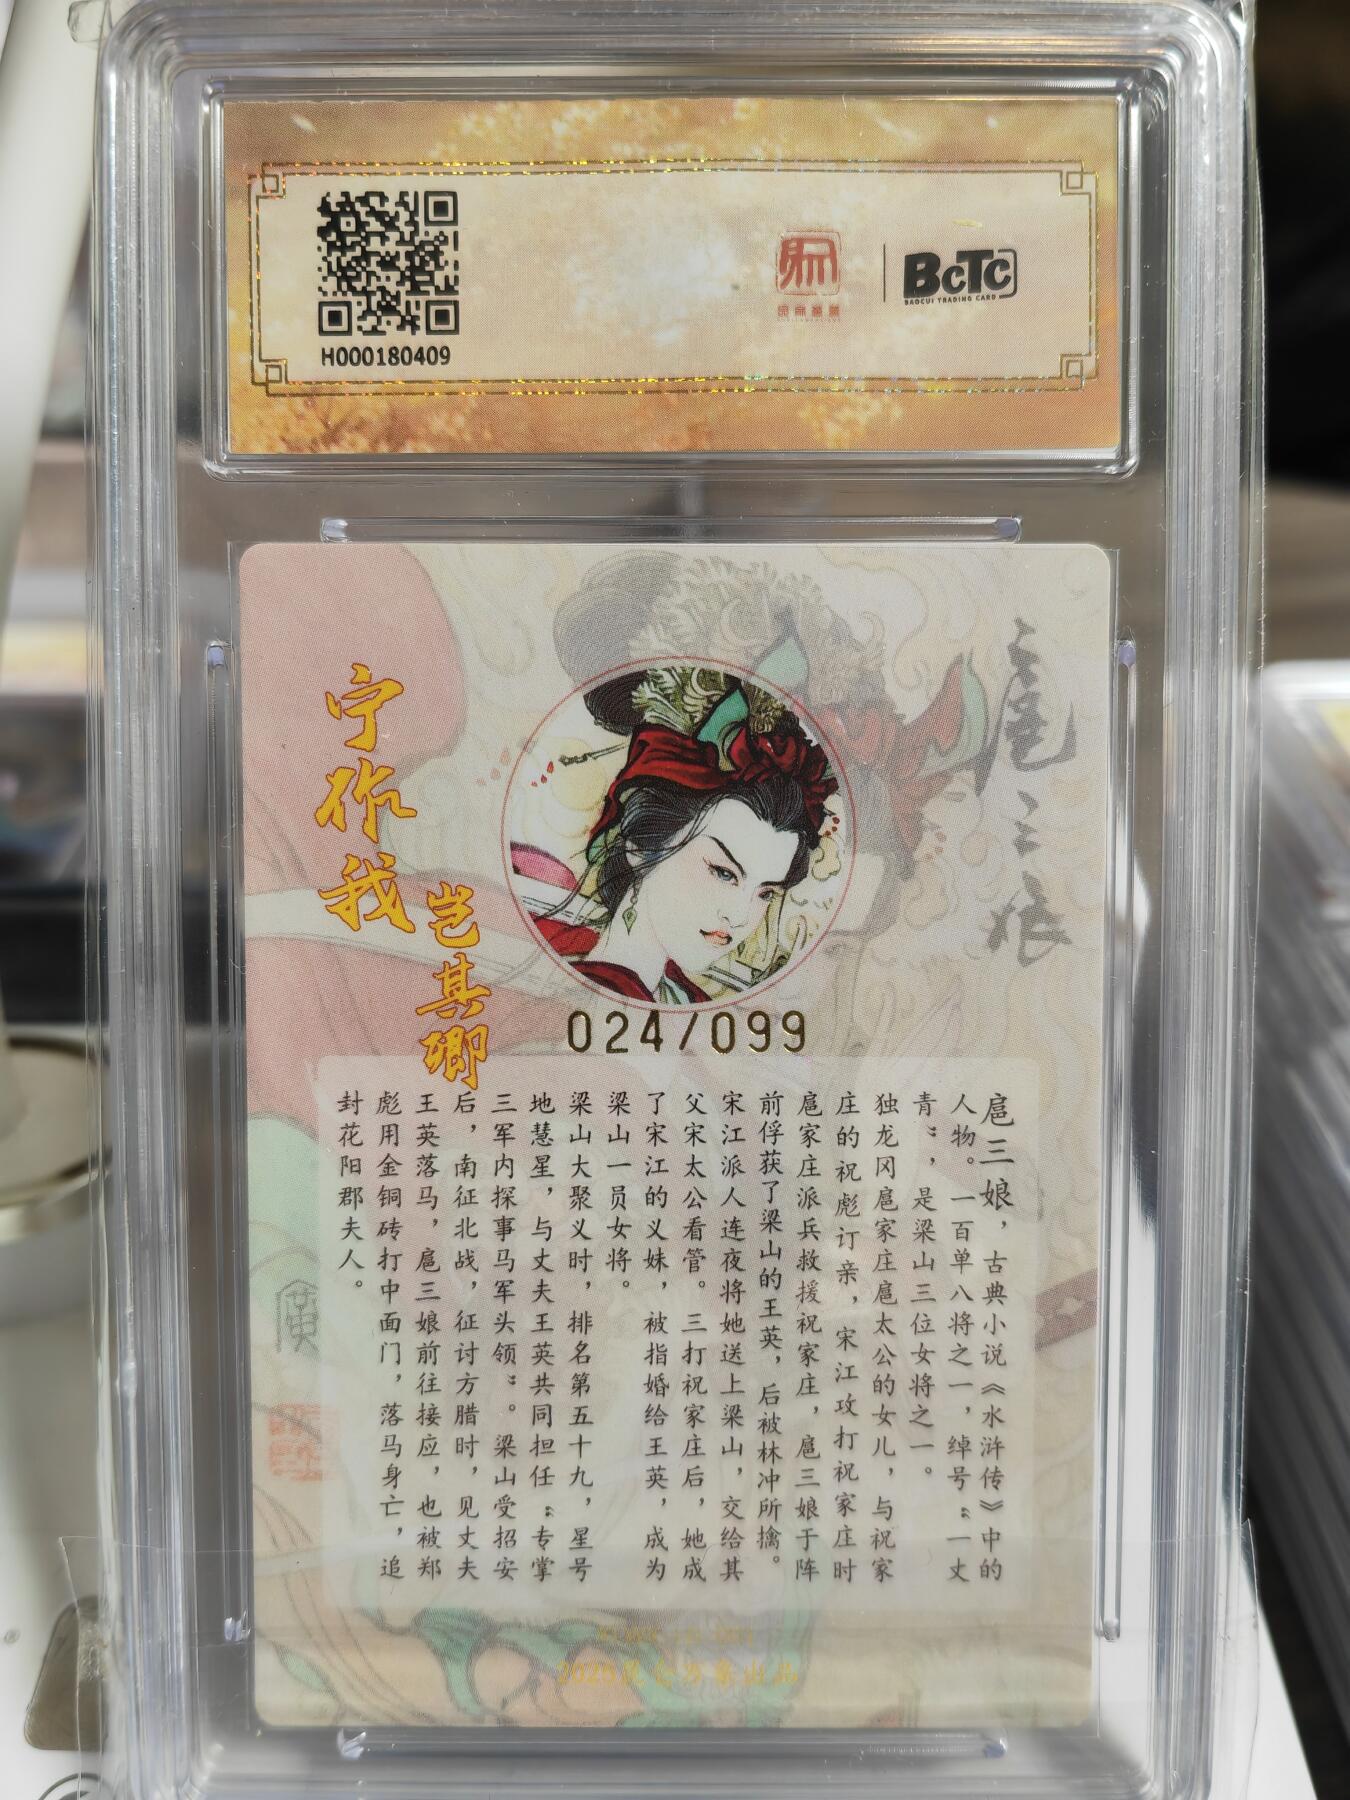 H000180409
BCTC
BAOCUI TRADING CARD
扈三娘
宁作我
岂其卿
024/099
扈三娘，古典小说《水浒传》中的
人物。一百单八将之一，绰号“一丈
青”，是梁山三位女将之一。
独龙冈扈家庄扈太公的女儿，与祝家
庄的祝彪订亲，宋江攻打祝家庄时
扈家庄派兵救援祝家庄，扈三娘于阵
前俘获了梁山的王英，后被林冲所擒。
宋江派人连夜将她送上梁山，交给其
父宋太公看管。三打祝家庄后，她成
了宋江的义妹，被指婚给王英，成为
梁山一员女将。
梁山大聚义时，排名第五十九，星号
地慧星，与丈夫王英共同担任“专掌
三军内探事马军头领”。梁山受招安
后，南征北战，征讨方腊时，见丈夫
王英落马，扈三娘前往接应，也被郑
彪用金铜砖打中面门，落马身亡，追
封花阳郡夫人。
廣
2025昆仑万象出品